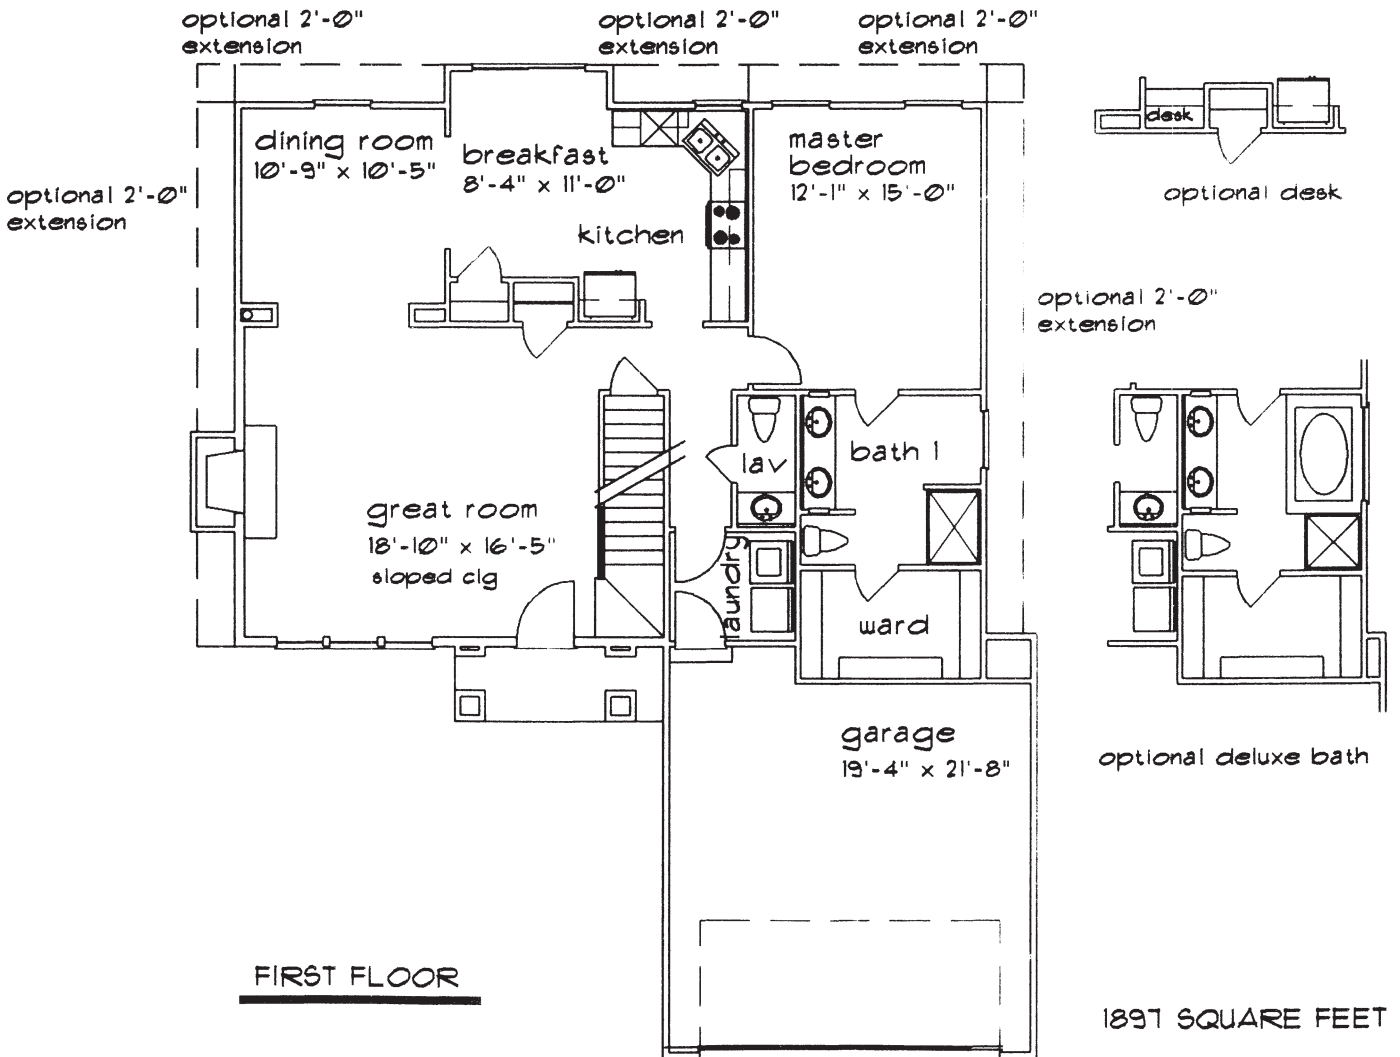 optional 2'-0"
extension
optional 2'-0"
extension
optional 2'-0"
extension
desk
optional desk
dining room
10'-9" x 10'-5"
breakfast
8'-4" x 11'-0"
master
bedroom
12'-1" x 15'-0"
optional 2'-0"
extension
kitchen
optional 2'-0"
extension
lav
bath 1
great room
18'-10" x 16'-5"
sloped clg
laundry
ward
garage
19'-4" x 21'-8"
optional deluxe bath
FIRST FLOOR
1897 SQUARE FEET